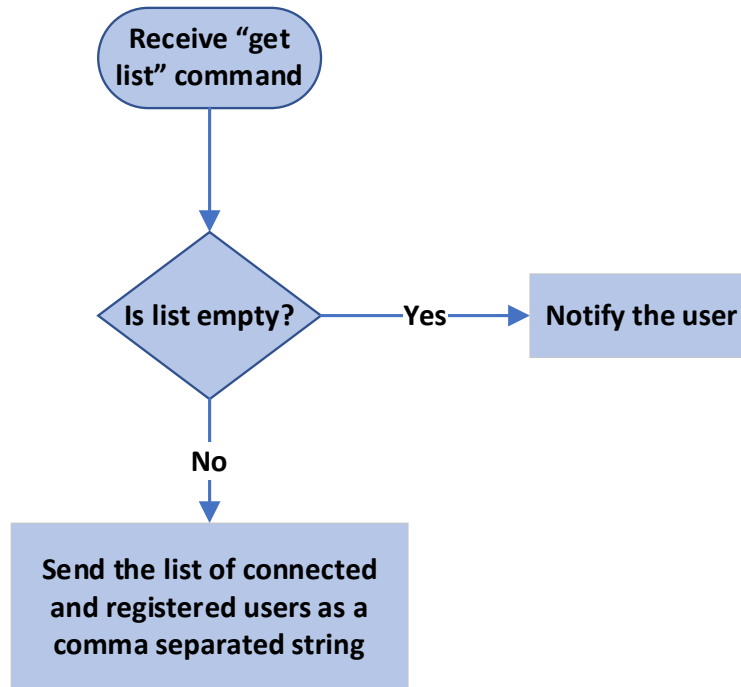 Receive “get
list” command
Is list empty?
Yes
Notify the user
No
Send the list of connected
and registered users as a
comma separated string